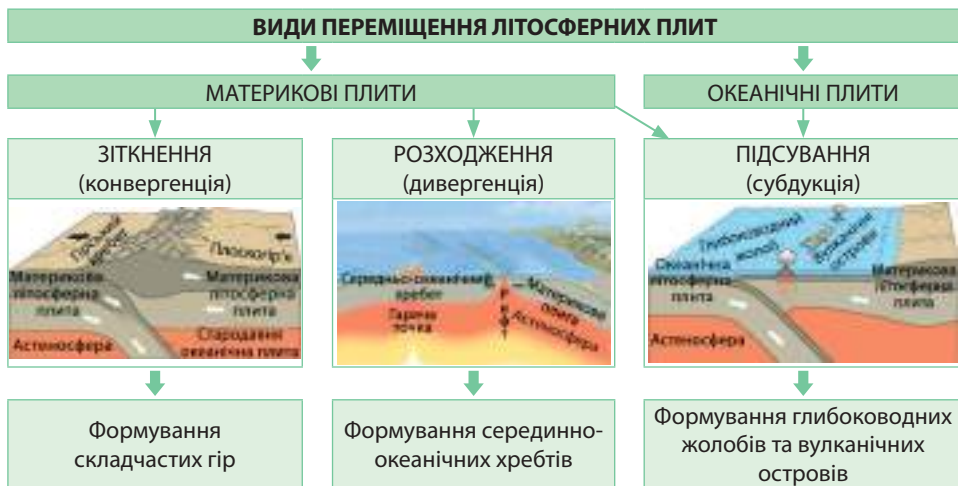 ВИДИ ПЕРЕМІЩЕННЯ ЛІТОСФЕРНИХ ПЛИТ
МАТЕРИКОВІ ПЛИТИ
ОКЕАНІЧНІ ПЛИТИ
ЗІТКНЕННЯ
(конвергенція)
РОЗХОДЖЕННЯ
(дивергенція)
ПІДСУВАННЯ
(субдукція)
хребет
Плоскогір'я
Материкова
літосферна
плита
Материкова
літосферна
плита
Астеносфера
Стародавня
океанічна плита
Середньо-океанічний
хребет
Гаряча
точка
Материкова
плита
Астеносфера
Глибоководний
жолоб
Вулканічні
острови
Океанічна
літосферна
плита
Материкова
літосферна
плита
Астеносфера
Формування
складчастих гір
Формування серединно-
океанічних хребтів
Формування глибоководних
жолобів та вулканічних
островів